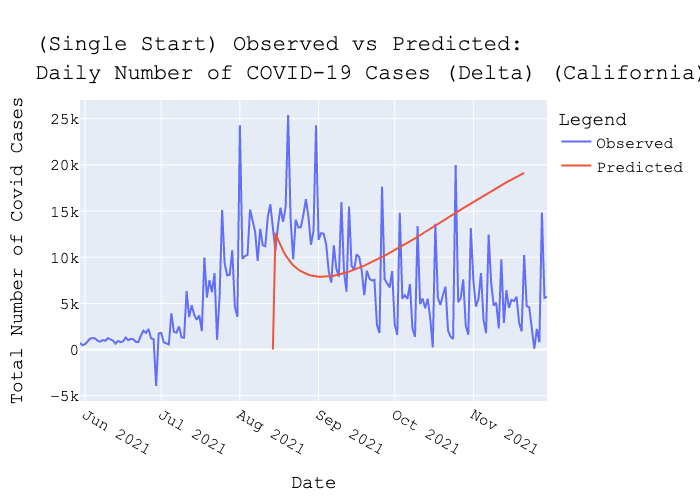 (Single Start) Observed vs Predicted:
Daily Number of COVID-19 Cases (Delta) (California)
Total Number of Covid Cases
25k
20k
15k
10k
5k
0
−5k
Jun 2021
Jul 2021
Aug 2021
Sep 2021
Oct 2021
Nov 2021
Date
Legend
Observed
Predicted